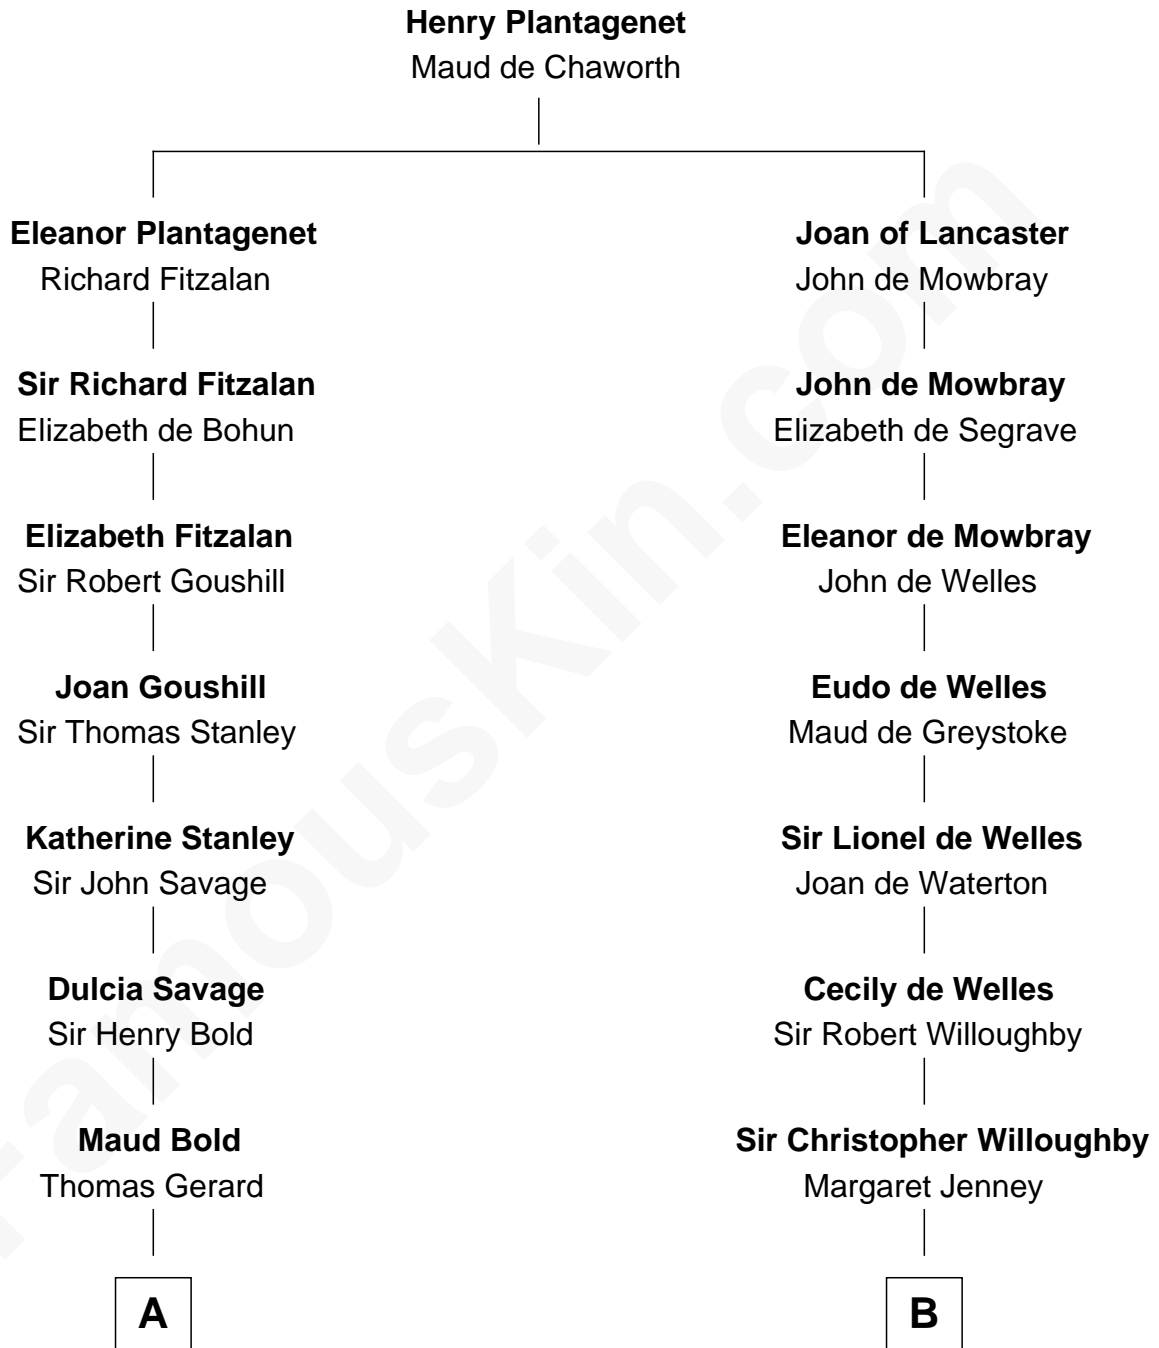 Henry Plantagenet
Maud de Chaworth
Eleanor Plantagenet
Richard Fitzalan
Joan of Lancaster
John de Mowbray
Sir Richard Fitzalan
Elizabeth de Bohun
John de Mowbray
Elizabeth de Segrave
Elizabeth Fitzalan
Sir Robert Goushill
Eleanor de Mowbray
John de Welles
Joan Goushill
Sir Thomas Stanley
Eudo de Welles
Maud de Greystoke
Katherine Stanley
Sir John Savage
Sir Lionel de Welles
Joan de Waterton
Dulcia Savage
Sir Henry Bold
Cecily de Welles
Sir Robert Willoughby
Maud Bold
Thomas Gerard
Sir Christopher Willoughby
Margaret Jenney
A
B
FamousKin.com